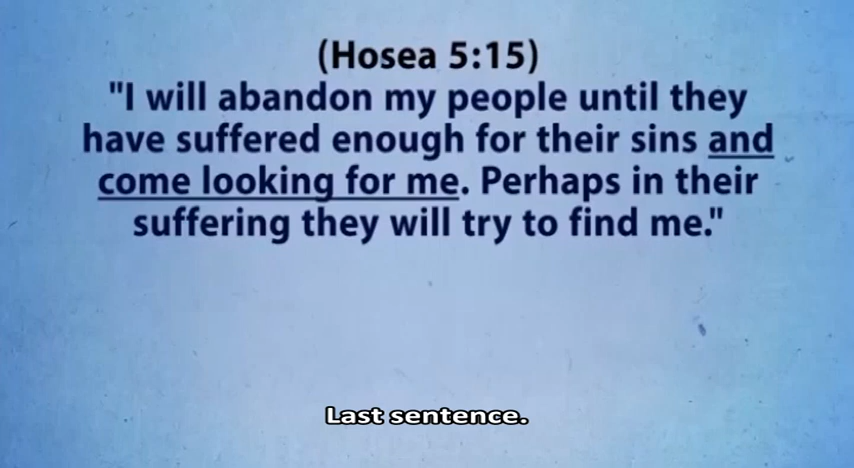 (Hosea 5:15)
"I will abandon my people until they
have suffered enough for their sins and
come looking for me. Perhaps in their
suffering they will try to find me."
Last sentence.